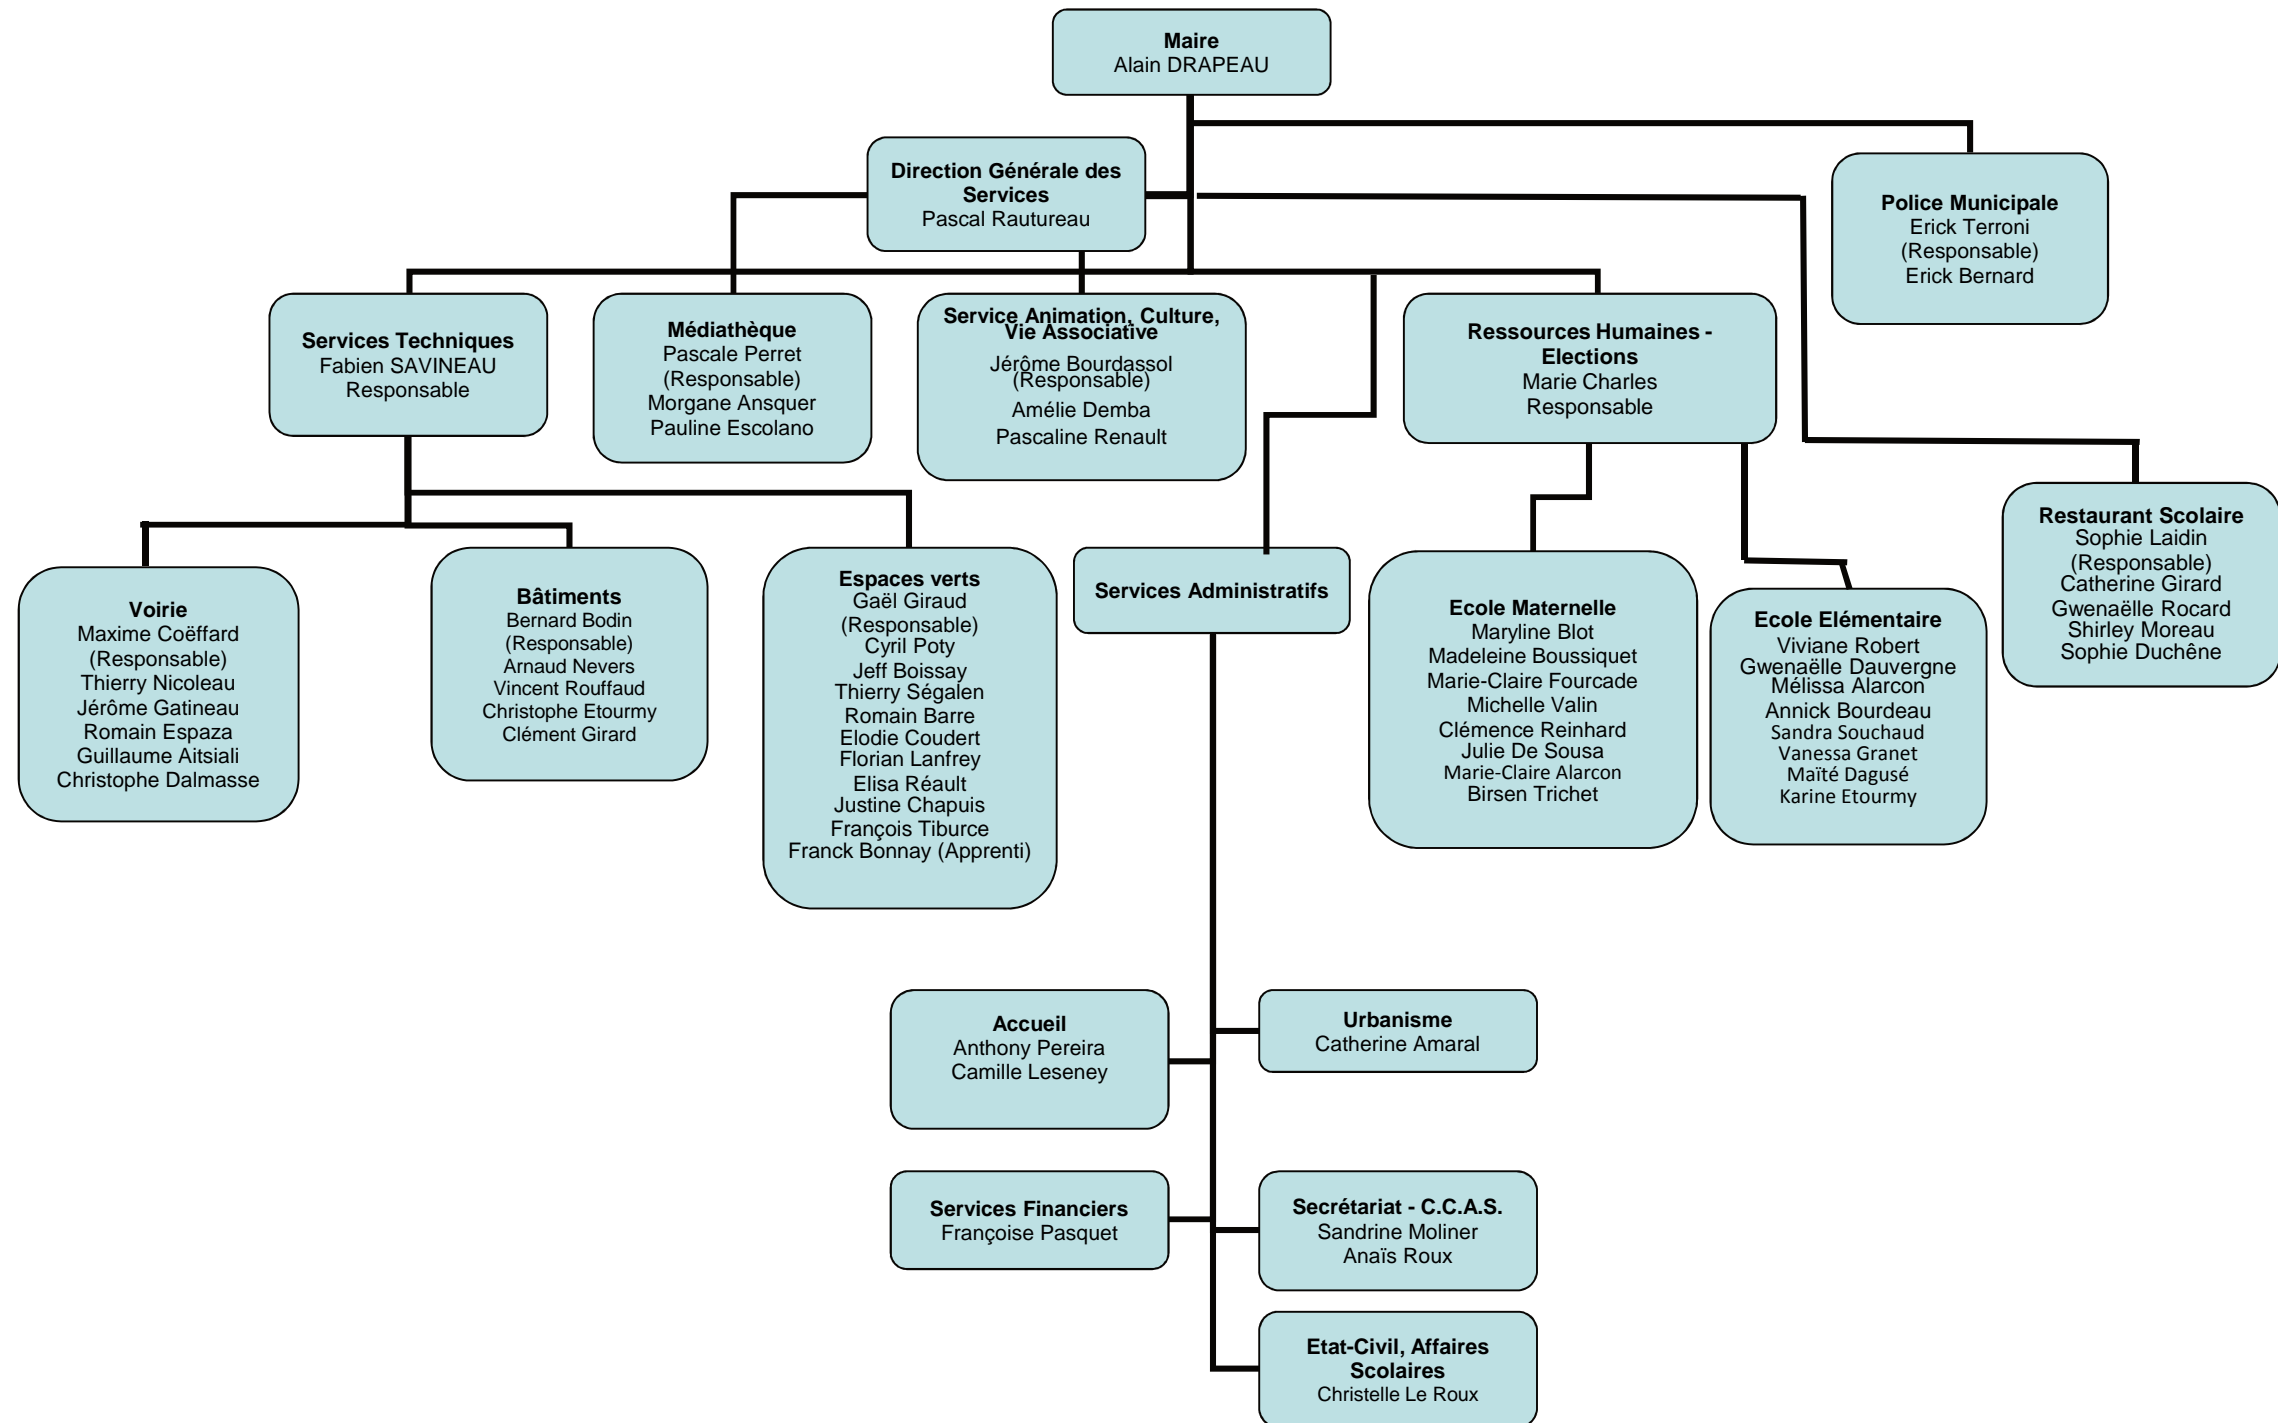 Maire
Alain DRAPEAU
Direction Générale des
Services
Pascal Rautureau
Police Municipale
Erick Terroni
(Responsable)
Erick Bernard
Services Techniques
Fabien SAVINEAU
Responsable
Médiathèque
Pascale Perret
(Responsable)
Morgane Ansquer
Pauline Escolano
Service Animation, Culture,
Vie Associative
Jérôme Bourdassol
(Responsable)
Amélie Demba
Pascaline Renault
Ressources Humaines -
Elections
Marie Charles
Responsable
Restaurant Scolaire
Sophie Laidin
(Responsable)
Catherine Girard
Gwenaëlle Rocard
Shirley Moreau
Sophie Duchêne
Voirie
Maxime Coëffard
(Responsable)
Thierry Nicoleau
Jérôme Gatineau
Romain Espaza
Guillaume Aitsiali
Christophe Dalmasse
Bâtiments
Bernard Bodin
(Responsable)
Arnaud Nevers
Vincent Rouffaud
Christophe Etourmy
Clément Girard
Espaces verts
Gaël Giraud
(Responsable)
Cyril Poty
Jeff Boissay
Thierry Ségalen
Romain Barre
Elodie Coudert
Florian Lanfrey
Elisa Réault
Justine Chapuis
François Tiburce
Franck Bonnay (Apprenti)
Services Administratifs
Ecole Maternelle
Maryline Blot
Madeleine Boussiquet
Marie-Claire Fourcade
Michelle Valin
Clémence Reinhard
Julie De Sousa
Marie-Claire Alarcon
Birsen Trichet
Ecole Elémentaire
Viviane Robert
Gwenaëlle Dauvergne
Mélissa Alarcon
Annick Bourdeau
Sandra Souchaud
Vanessa Granet
Maïté Dagusé
Karine Etourmy
Accueil
Anthony Pereira
Camille Leseney
Urbanisme
Catherine Amaral
Services Financiers
Françoise Pasquet
Secrétariat - C.C.A.S.
Sandrine Moliner
Anaïs Roux
Etat-Civil, Affaires
Scolaires
Christelle Le Roux